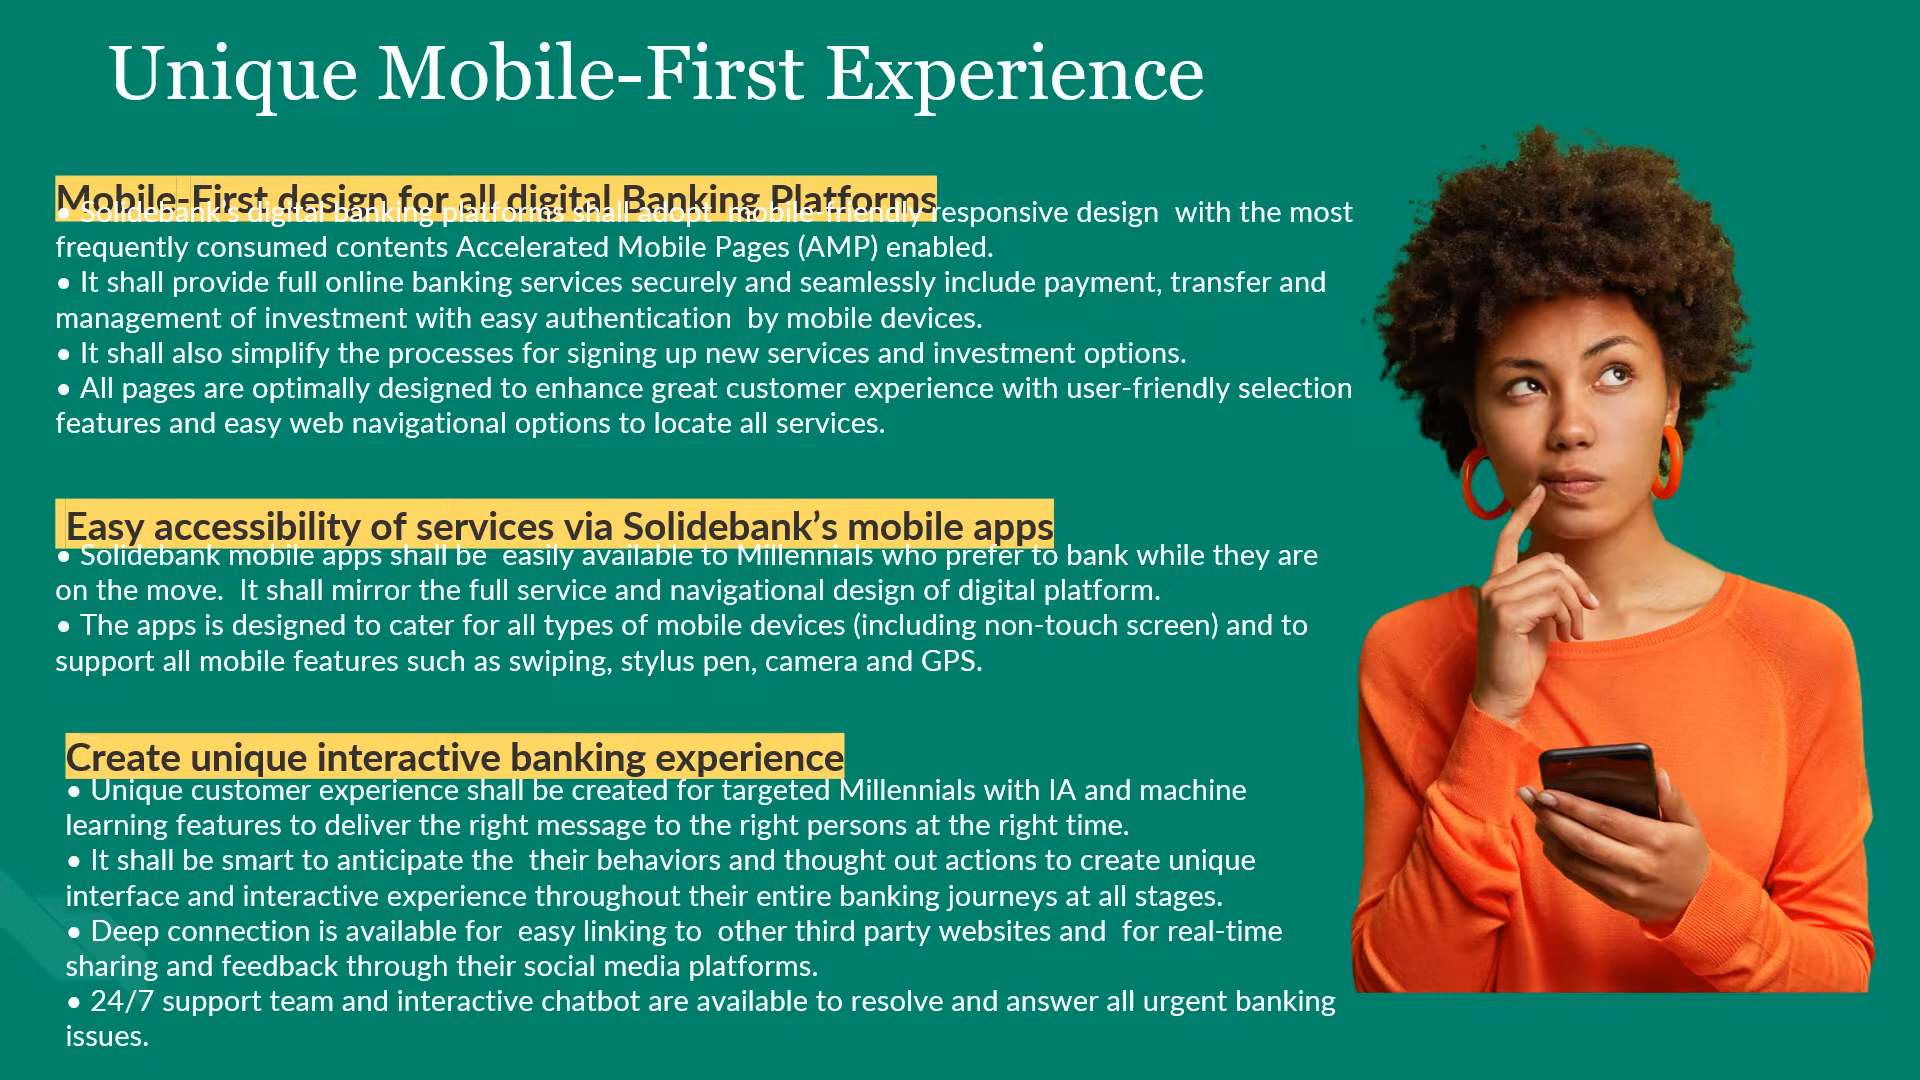 Unique Mobile-First Experience
Mobile-First design for all digital Banking Platforms
• Solidebank's digital banking platforms shall adopt  mobile-friendly responsive design  with the most
frequently consumed contents Accelerated Mobile Pages (AMP) enabled.
• It shall provide full online banking services securely and seamlessly include payment, transfer and
management of investment with easy authentication  by mobile devices.
• It shall also simplify the processes for signing up new services and investment options.
• All pages are optimally designed to enhance great customer experience with user-friendly selection
features and easy web navigational options to locate all services.
Easy accessibility of services via Solidebank’s mobile apps
• Solidebank mobile apps shall be  easily available to Millennials who prefer to bank while they are
on the move.  It shall mirror the full service and navigational design of digital platform.
• The apps is designed to cater for all types of mobile devices (including non-touch screen) and to
support all mobile features such as swiping, stylus pen, camera and GPS.
Create unique interactive banking experience
• Unique customer experience shall be created for targeted Millennials with IA and machine
learning features to deliver the right message to the right persons at the right time.
• It shall be smart to anticipate the  their behaviors and thought out actions to create unique
interface and interactive experience throughout their entire banking journeys at all stages.
• Deep connection is available for  easy linking to  other third party websites and  for real-time
sharing and feedback through their social media platforms.
• 24/7 support team and interactive chatbot are available to resolve and answer all urgent banking
issues.